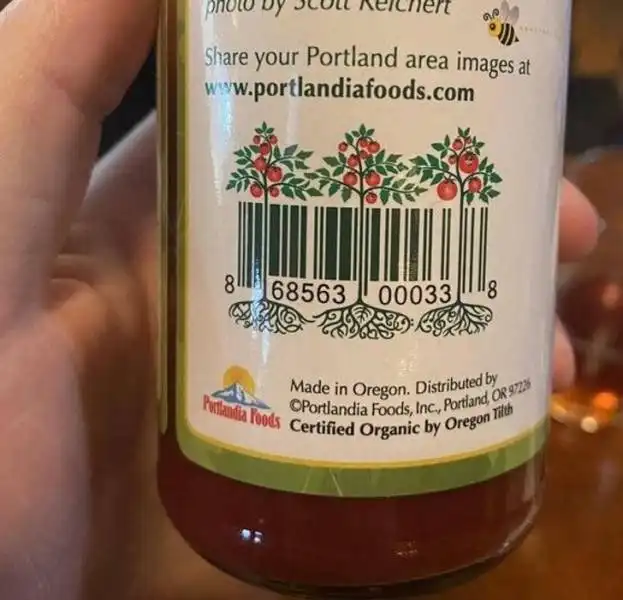 photo by Scott Reichert
Share your Portland area images at
www.portlandiafoods.com
8 68563 00033 8
Portlandia Foods
Made in Oregon. Distributed by
©Portlandia Foods, Inc., Portland, OR 97226
Certified Organic by Oregon Tilth